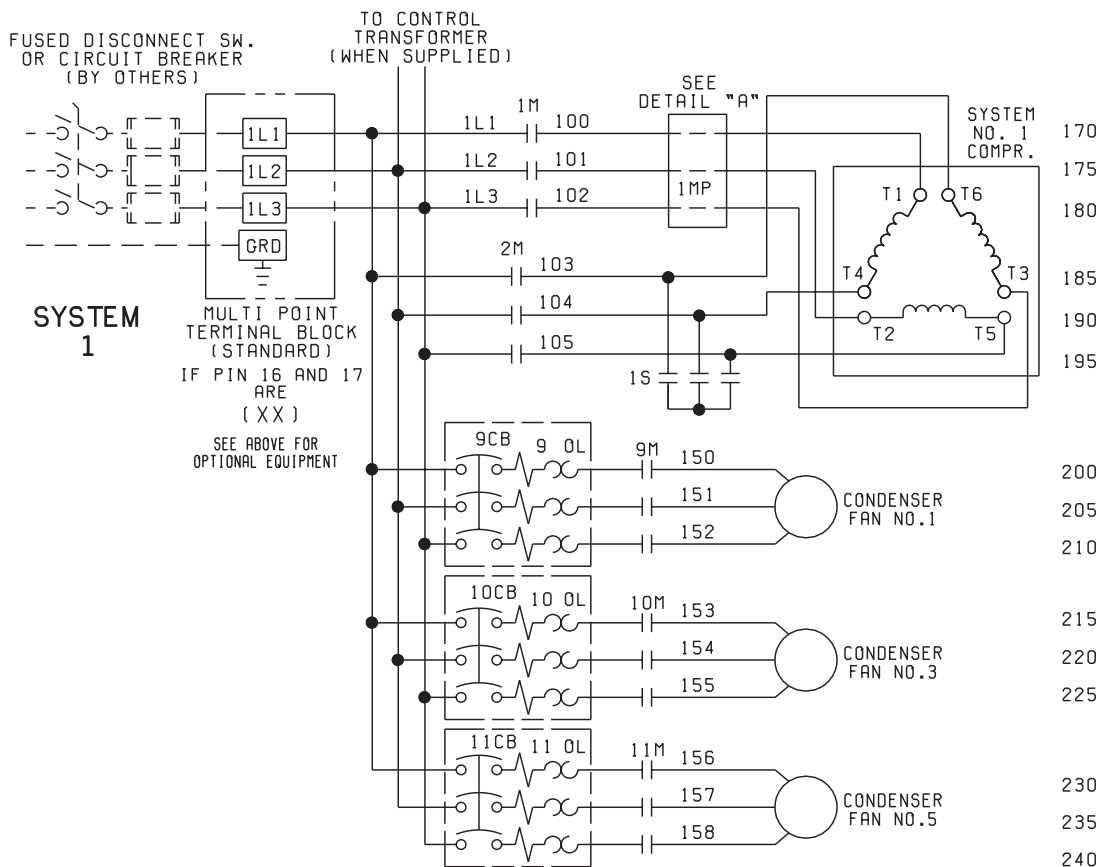 TO CONTROL
TRANSFORMER
(WHEN SUPPLIED)
FUSED DISCONNECT SW.
OR CIRCUIT BREAKER
(BY OTHERS)
SEE
DETAIL "A"
SYSTEM
NO. 1
COMPR.
1L1 1L1 1M 100 170
1L2 1L2 101 1MP 175
1L3 1L3 102 180
T1 T6
GRD
2M 103 T4 T3 185
104 190
T2 T5
105 195
SYSTEM
1
MULTI POINT
TERMINAL BLOCK
(STANDARD)
IF PIN 16 AND 17
ARE
(XX)
SEE ABOVE FOR
OPTIONAL EQUIPMENT
1S
9CB 9 OL 9M 150 200
151 205
152 210
CONDENSER
FAN NO.1
10CB 10 OL 10M 153 215
154 220
155 225
CONDENSER
FAN NO.3
11CB 11 OL 11M 156 230
157 235
158 240
CONDENSER
FAN NO.5